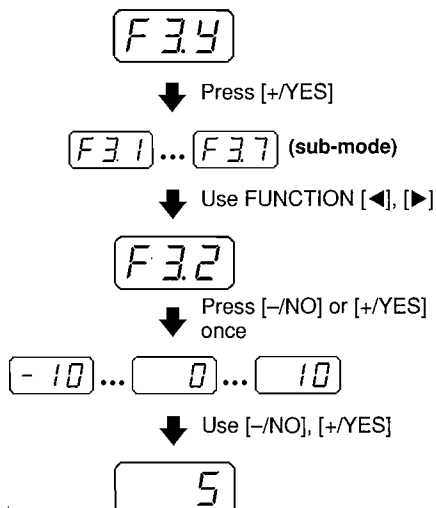 F 3.Y
Press [+/YES]
F 3. 1 ... F 3. 7 (sub-mode)
Use FUNCTION [◀], [▶]
F 3.2
Press [–/NO] or [+/YES]
once
- 10 ... 0 ... 10
Use [–/NO], [+/YES]
5